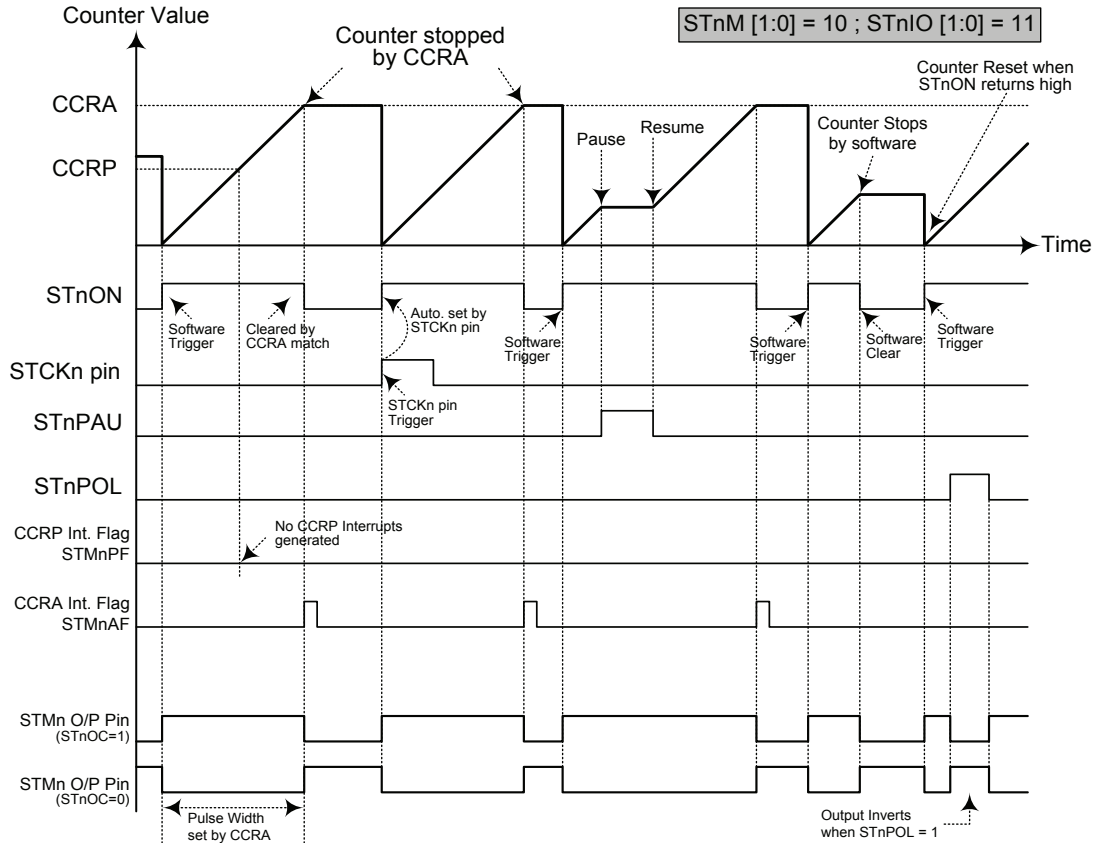 Counter Value
STnM [1:0] = 10 ; STnIO [1:0] = 11
Counter stopped
by CCRA
Counter Reset when
STnON returns high
CCRA
Pause
Resume
Counter Stops
by software
CCRP
Time
STnON
Software
Trigger
Cleared by
CCRA match
Auto. set by
STCKn pin
Software
Trigger
Software
Trigger
Software
Clear
Software
Trigger
STCKn pin
STCKn pin
Trigger
STnPAU
STnPOL
CCRP Int. Flag
STMnPF
No CCRP Interrupts
generated
CCRA Int. Flag
STMnAF
STMn O/P Pin
(STnOC=1)
STMn O/P Pin
(STnOC=0)
Pulse Width
set by CCRA
Output Inverts
when STnPOL = 1